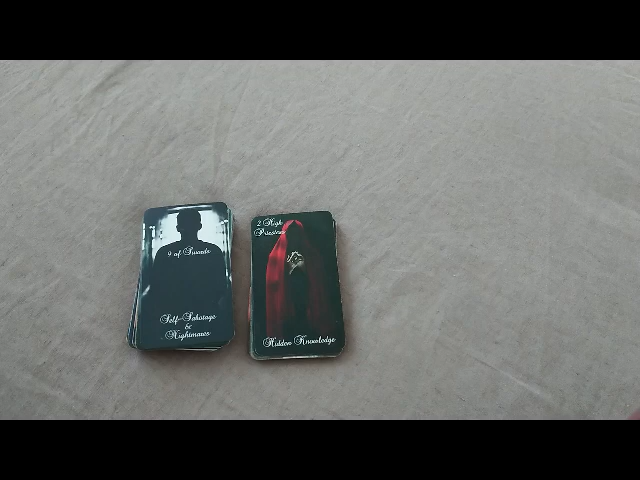 9 of Swords
Self-Sabotage
&
Nightmares
2 High
Priestess
Hidden Knowledge